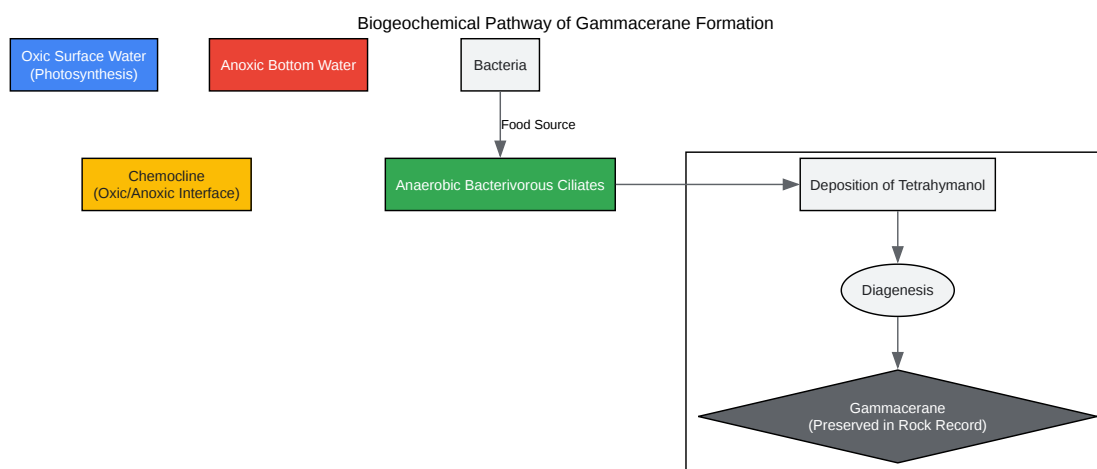 Biogeochemical Pathway of Gammacerane Formation
Oxic Surface Water
(Photosynthesis)
Anoxic Bottom Water
Bacteria
Food Source
Chemocline
(Oxic/Anoxic Interface)
Anaerobic Bacterivorous Ciliates
Deposition of Tetrahymanol
Diagenesis
Gammacerane
(Preserved in Rock Record)